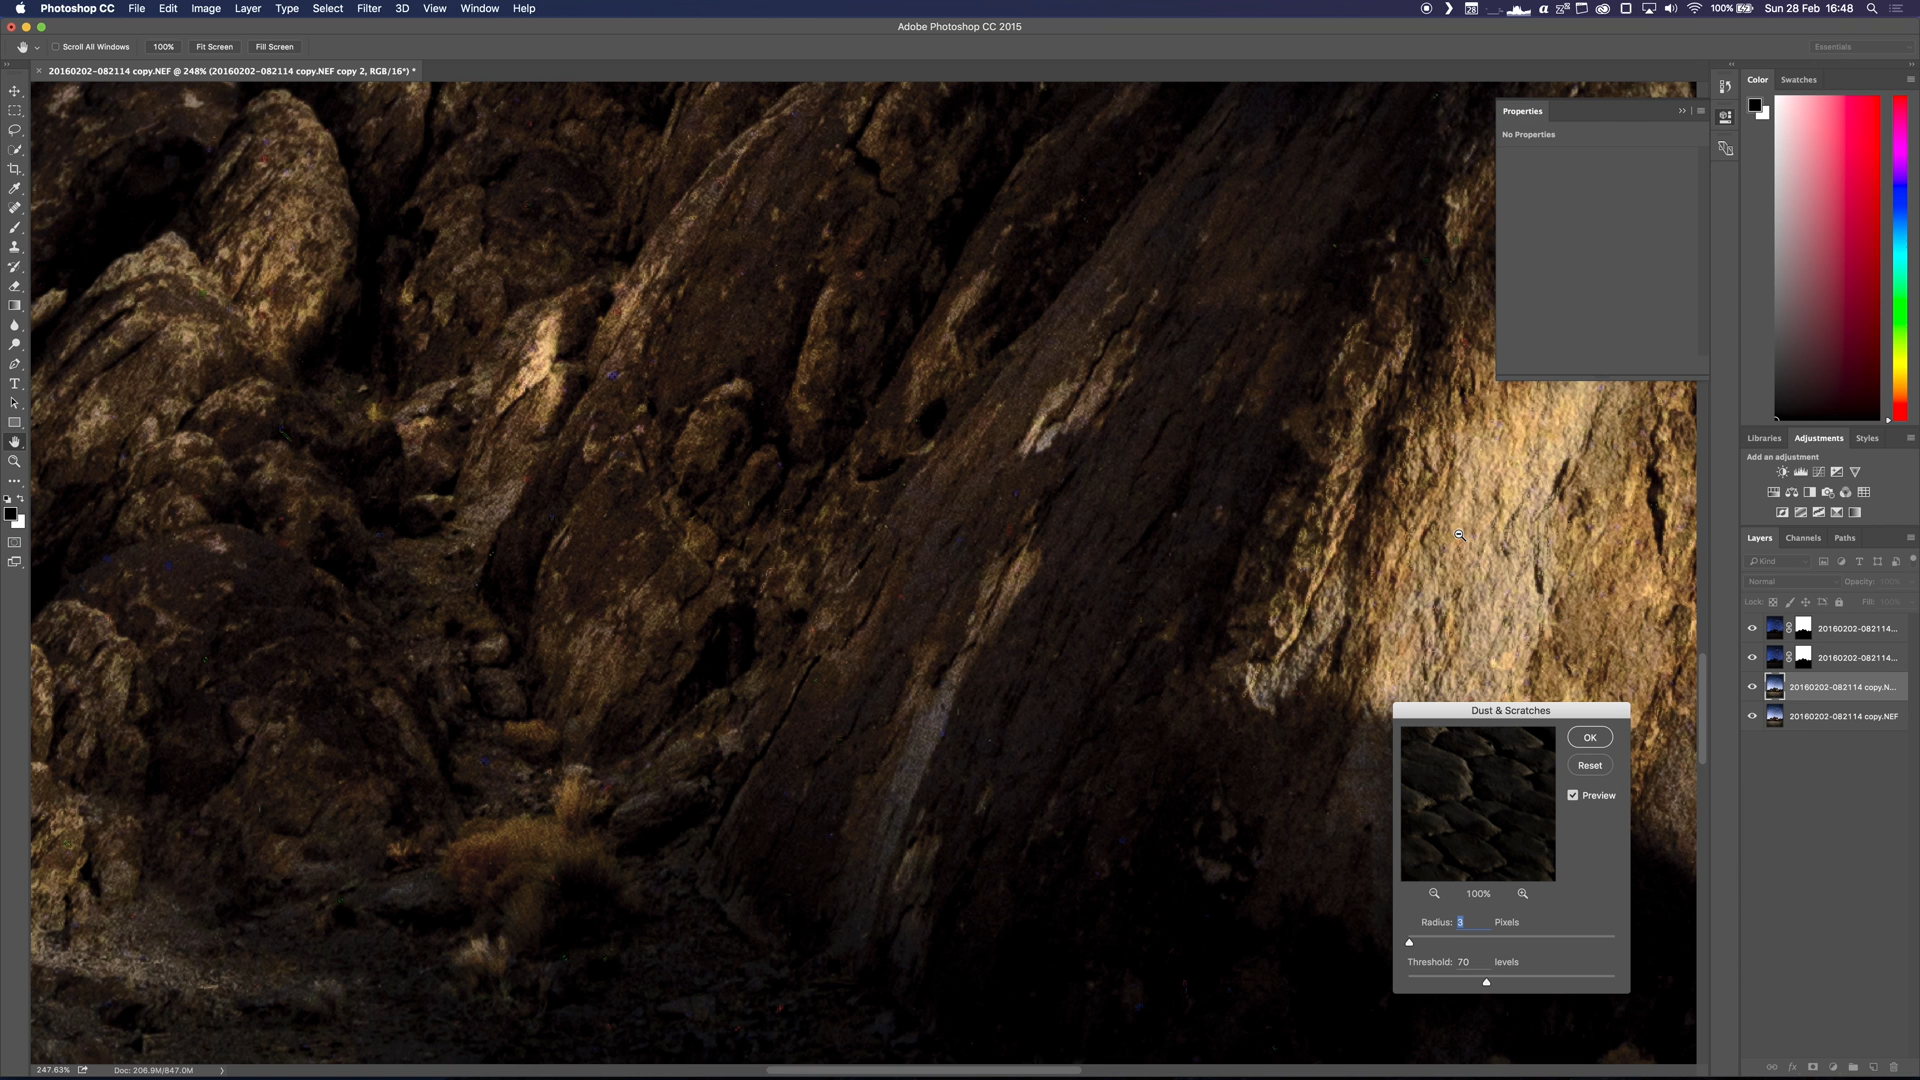 Photoshop CC File Edit Image Layer Type Select Filter 3D View Window Help
28 100% Sun 28 Feb 16:48
Adobe Photoshop CC 2015
Scroll All Windows 100% Fit Screen Fill Screen
Essentials
20160202-082114 copy.NEF @ 248% (20160202-082114 copy.NEF copy 2, RGB/16*) *
Color Swatches
Properties
No Properties
Libraries Adjustments Styles
Add an adjustment
Layers Channels Paths
Kind
Normal Opacity: 100%
Lock: Fill: 100%
20160202-082114...
20160202-082114...
20160202-082114 copy.N...
20160202-082114 copy.NEF
Dust & Scratches
OK
Reset
Preview
100%
Radius: 3 Pixels
Threshold: 70 levels
247.63% Doc: 206.9M/847.0M